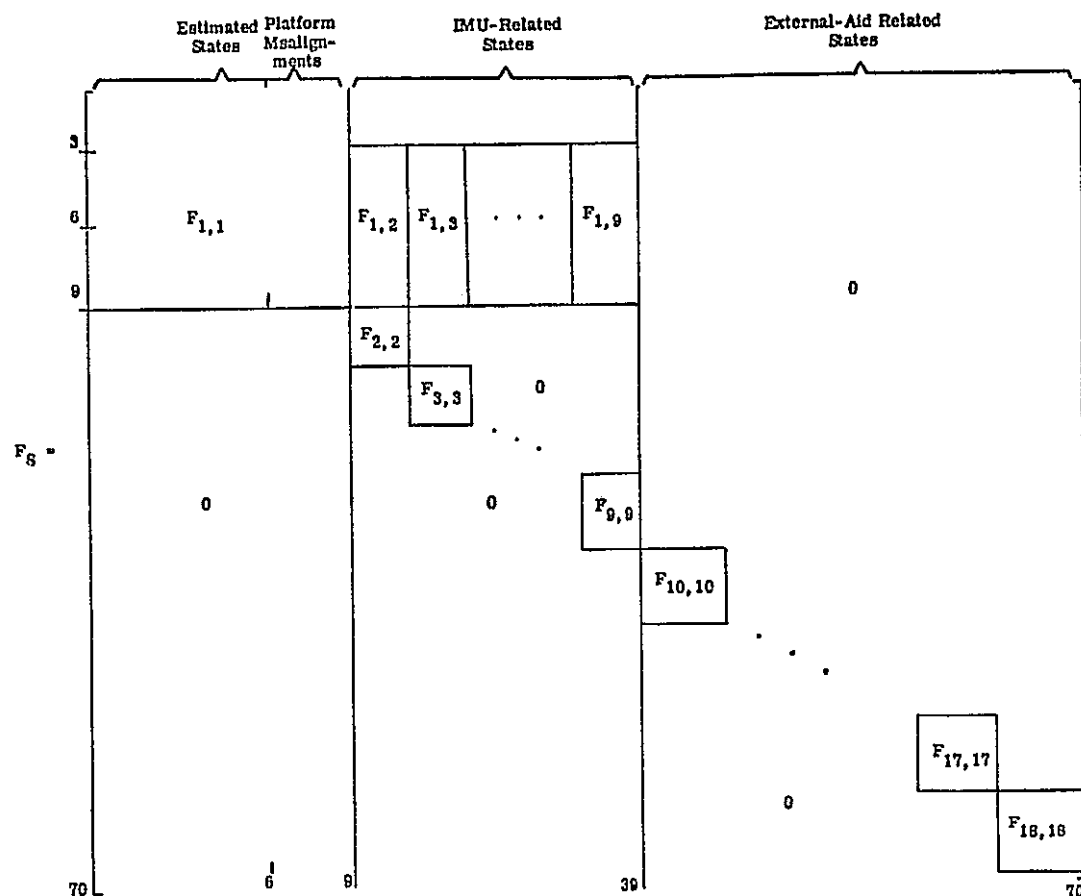 Estimated States
Platform Msalign-ments
IMU-Related States
External-Aid Related States
3
6
9
F1,1
F1,2
F1,3
. . .
F1,9
0
F2,2
F3,3
0
. . .
FS =
0
0
F9,9
F10,10
. . .
F17,17
0
F18,18
70
6
9
39
70